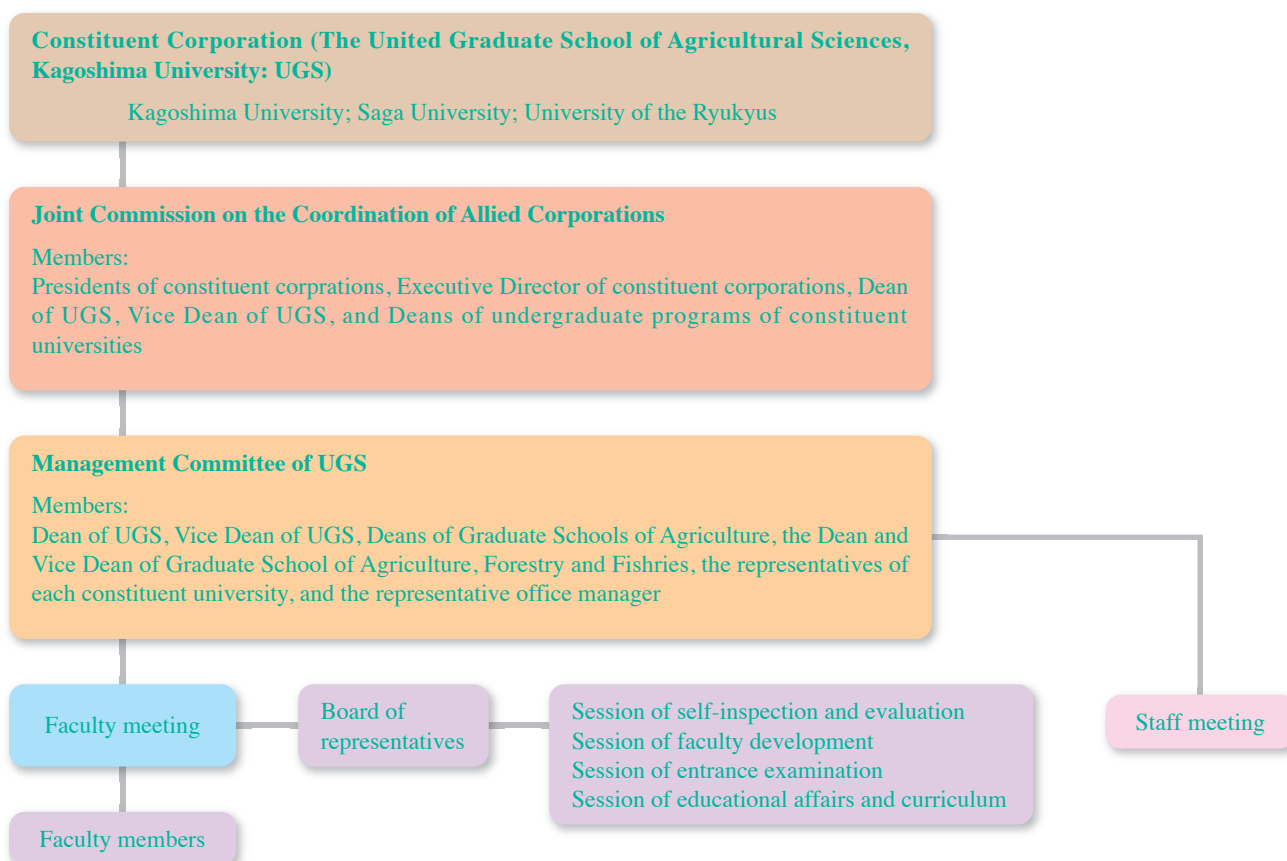 Constituent Corporation (The United Graduate School of Agricultural Sciences,
Kagoshima University: UGS)
Kagoshima University; Saga University; University of the Ryukyus
Joint Commission on the Coordination of Allied Corporations
Members:
Presidents of constituent corprations, Executive Director of constituent corporations, Dean
of UGS, Vice Dean of UGS, and Deans of undergraduate programs of constituent
universities
Management Committee of UGS
Members:
Dean of UGS, Vice Dean of UGS, Deans of Graduate Schools of Agriculture, the Dean and
Vice Dean of Graduate School of Agriculture, Forestry and Fishries, the representatives of
each constituent university, and the representative office manager
Faculty meeting
Board of
representatives
Session of self-inspection and evaluation
Session of faculty development
Session of entrance examination
Session of educational affairs and curriculum
Staff meeting
Faculty members